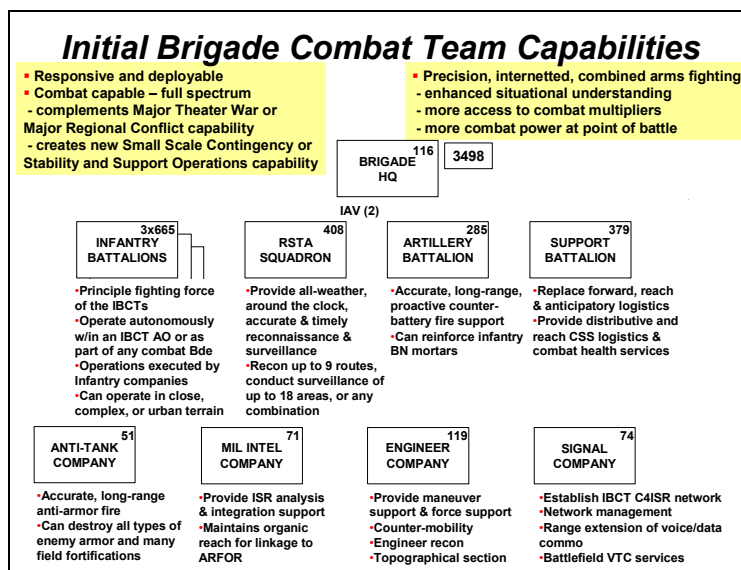 Initial Brigade Combat Team Capabilities
• Responsive and deployable
• Combat capable – full spectrum
- complements Major Theater War or
Major Regional Conflict capability
- creates new Small Scale Contingency or
Stability and Support Operations capability
• Precision, internetted, combined arms fighting
- enhanced situational understanding
- more access to combat multipliers
- more combat power at point of battle
116
BRIGADE
HQ
3498
IAV (2)
3x665
INFANTRY
BATTALIONS
•Principle fighting force
of the IBCTs
•Operate autonomously
w/in an IBCT AO or as
part of any combat Bde
•Operations executed by
Infantry companies
•Can operate in close,
complex, or urban terrain
408
RSTA
SQUADRON
•Provide all-weather,
around the clock,
accurate & timely
reconnaissance &
surveillance
•Recon up to 9 routes,
conduct surveillance of
up to 18 areas, or any
combination
285
ARTILLERY
BATTALION
•Accurate, long-range,
proactive counter-
battery fire support
•Can reinforce infantry
BN mortars
379
SUPPORT
BATTALION
•Replace forward, reach
& anticipatory logistics
•Provide distributive and
reach CSS logistics &
combat health services
51
ANTI-TANK
COMPANY
•Accurate, long-range
anti-armor fire
•Can destroy all types of
enemy armor and many
field fortifications
71
MIL INTEL
COMPANY
•Provide ISR analysis
& integration support
•Maintains organic
reach for linkage to
ARFOR
119
ENGINEER
COMPANY
•Provide maneuver
support & force support
•Counter-mobility
•Engineer recon
•Topographical section
74
SIGNAL
COMPANY
•Establish IBCT C4ISR network
•Network management
•Range extension of voice/data
commo
•Battlefield VTC services